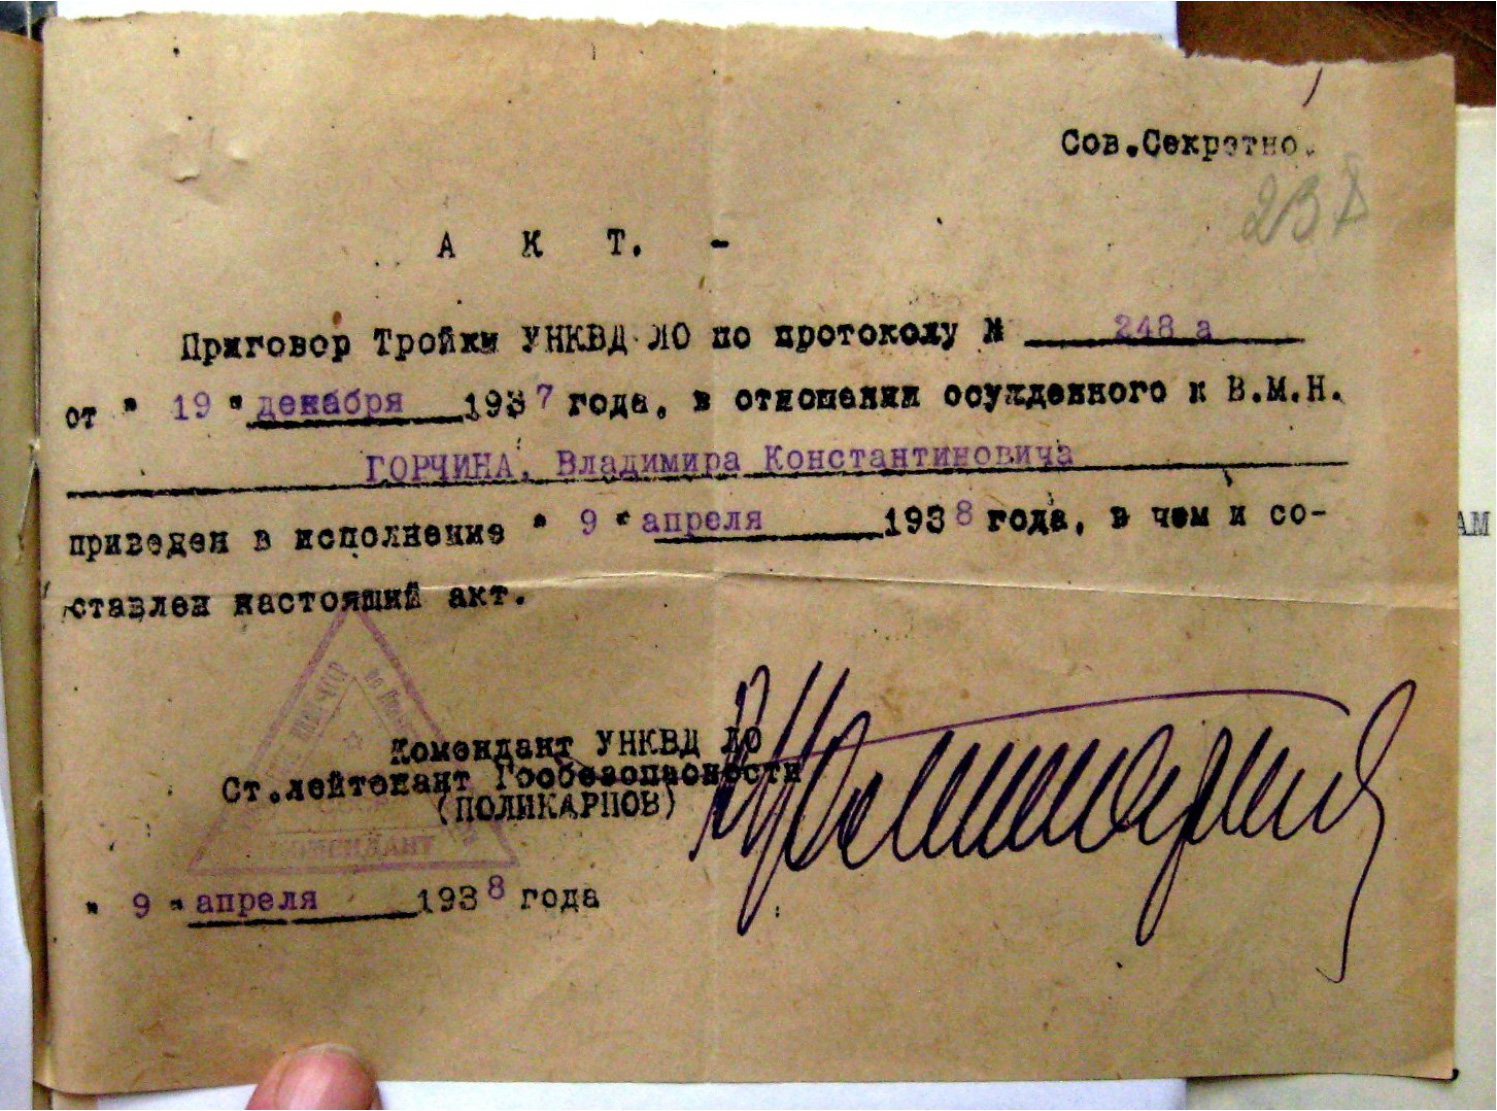 Сов.Секретно.
А К Т. -
Приговор Тройки УНКВД ЛО по протоколу № 248 а
от " 19 " декабря 1937 года, в отношении осужденного к В.М.Н.
ГОРЧИНА, Владимира Константиновича
приведен в исполнение " 9 " апреля 1938 года, в чем и со-
ставлен настоящий акт.
Комендант УНКВД ЛО
Ст.лейтенант Госбезопасности
(ПОЛИКАРПОВ)
КОМЕНДАНТ
" 9 " апреля 1938 года
АМ